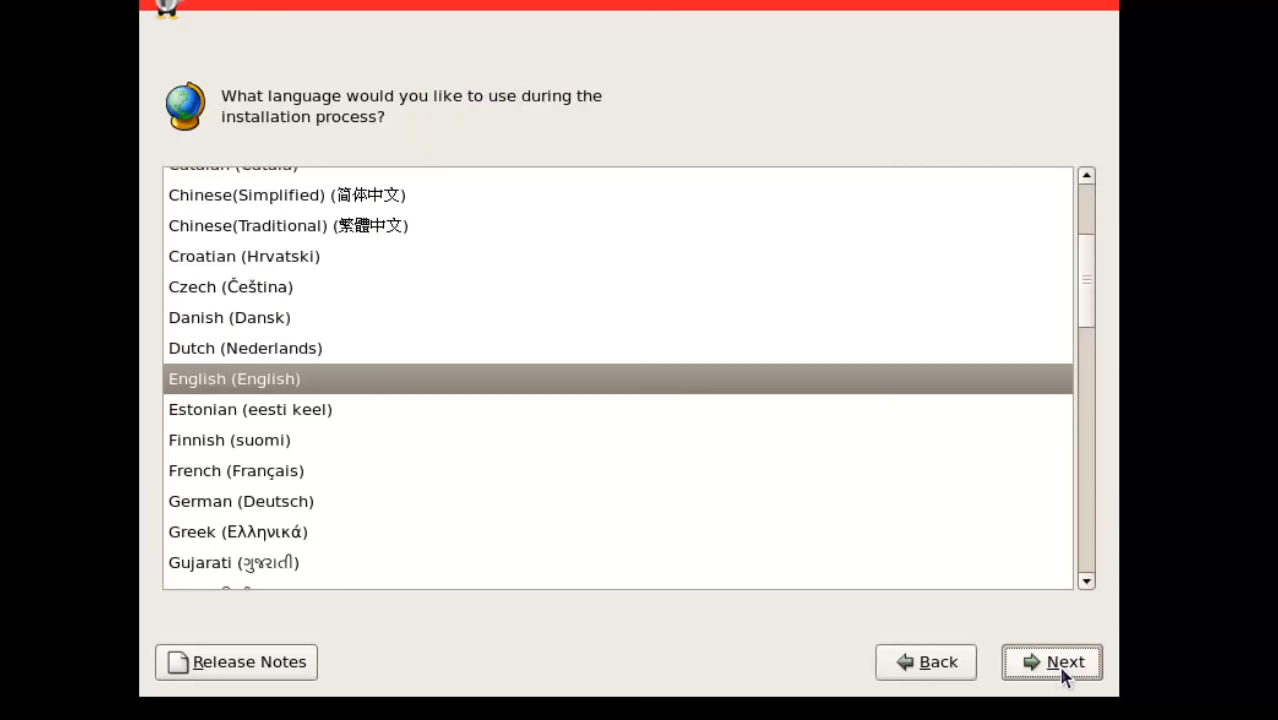 What language would you like to use during the
installation process?
Catalan (Català)
Chinese(Simplified) (简体中文)
Chinese(Traditional) (繁體中文)
Croatian (Hrvatski)
Czech (Čeština)
Danish (Dansk)
Dutch (Nederlands)
English (English)
Estonian (eesti keel)
Finnish (suomi)
French (Français)
German (Deutsch)
Greek (Ελληνικά)
Gujarati (ગુજરાતી)
Release Notes
Back
Next